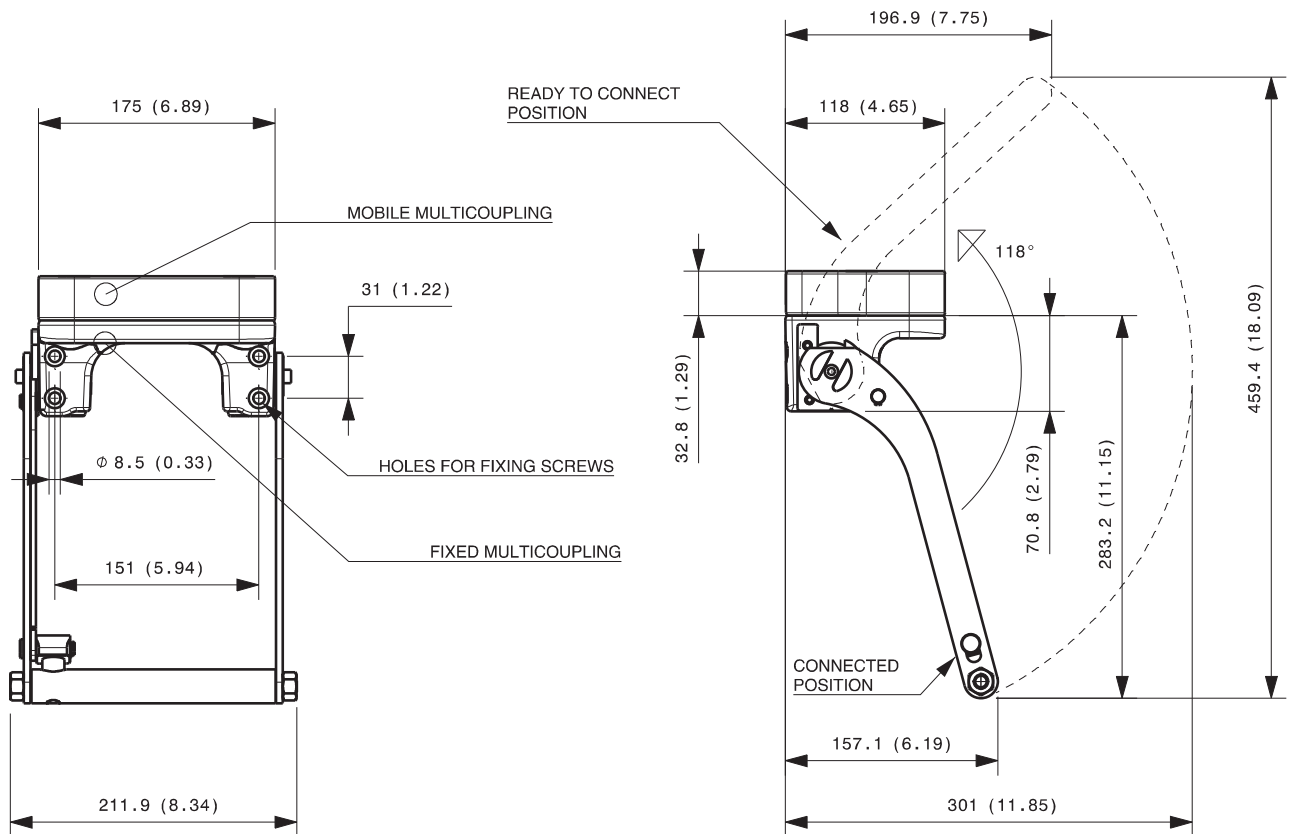 196.9 (7.75)
175 (6.89)
READY TO CONNECT
POSITION
118 (4.65)
MOBILE MULTICOUPLING
118°
31 (1.22)
459.4 (18.09)
32.8 (1.29)
Φ 8.5 (0.33)
HOLES FOR FIXING SCREWS
70.8 (2.79)
283.2 (11.15)
FIXED MULTICOUPLING
151 (5.94)
CONNECTED
POSITION
157.1 (6.19)
211.9 (8.34)
301 (11.85)